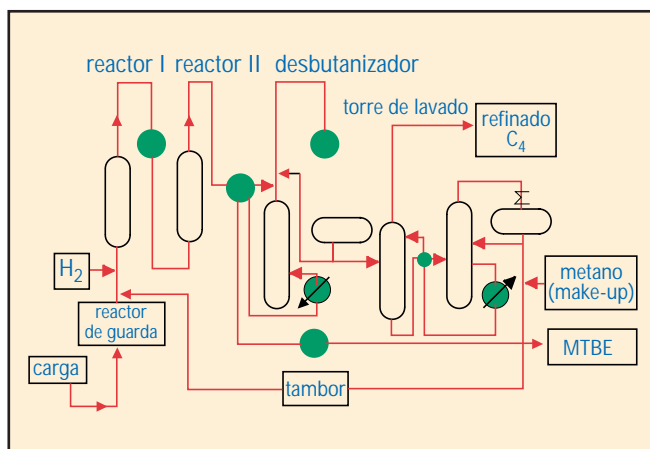 reactor I
reactor II
desbutanizador
torre de lavado
refinado
C₄
H₂
reactor
de guarda
metano
(make-up)
MTBE
carga
tambor